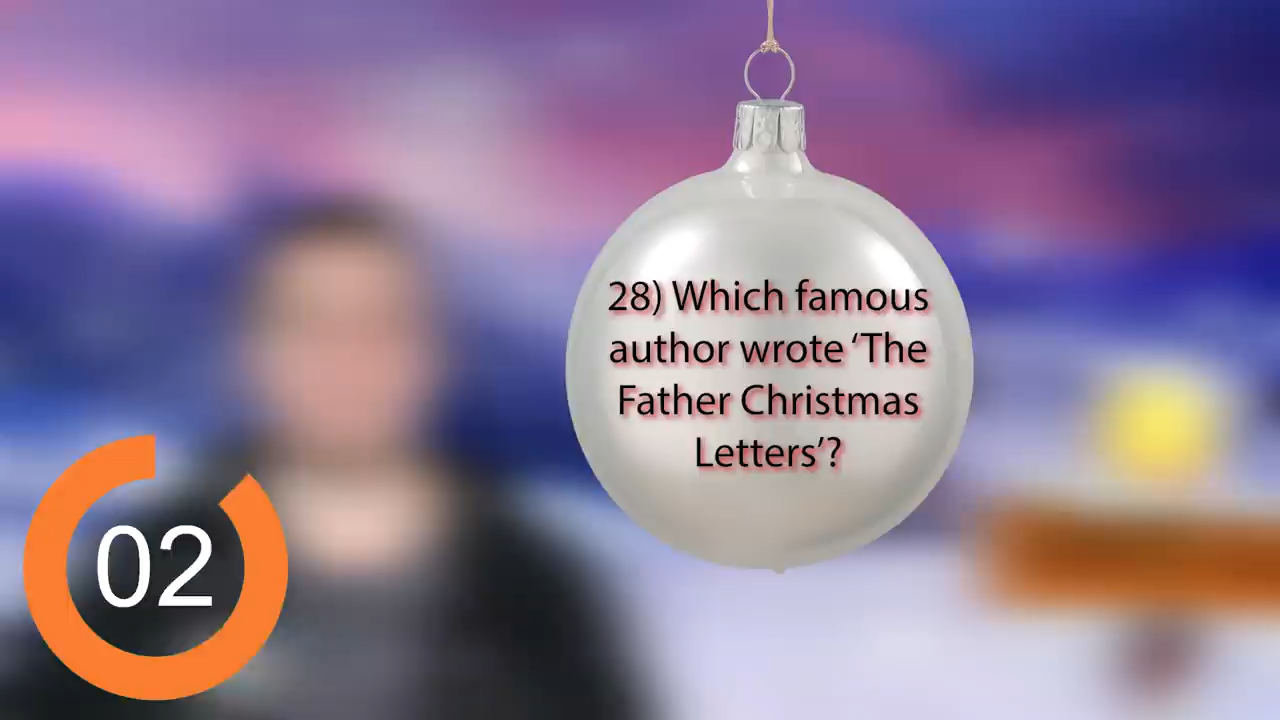 28) Which famous
author wrote ‘The
Father Christmas
Letters’?
02